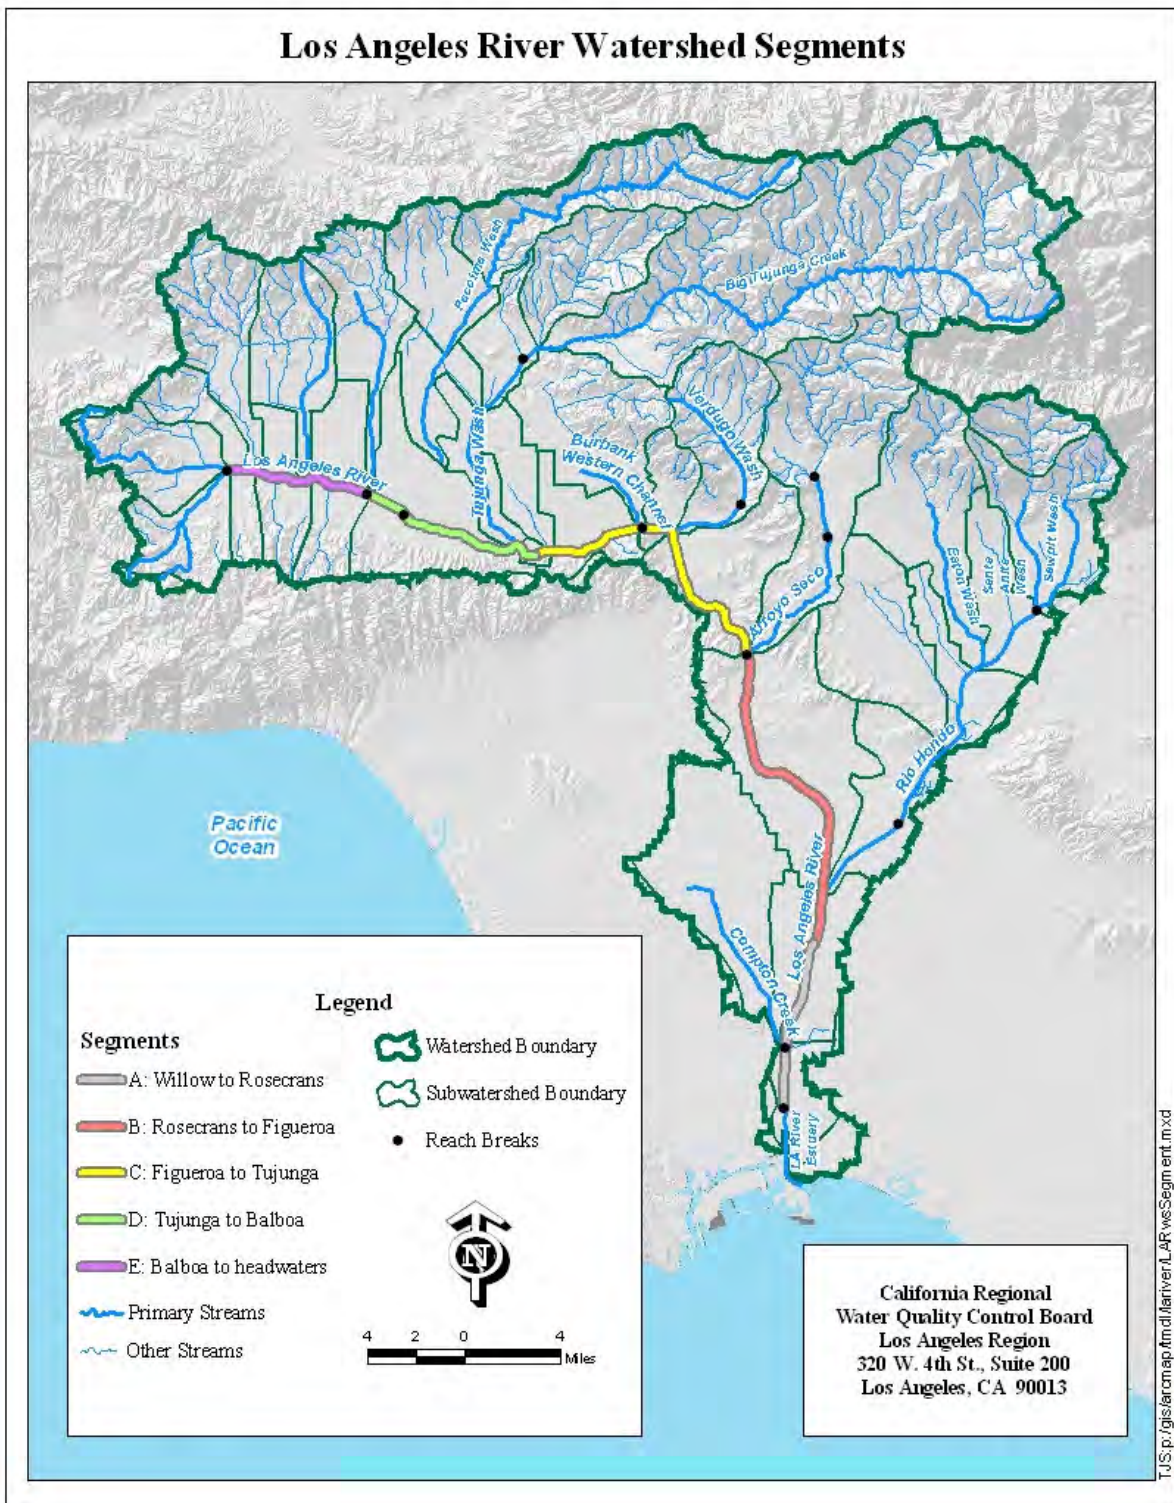 Los Angeles River Watershed Segments
Pacoima Wash
Big Tujunga Creek
Verdugo Wash
Burbank
Western Channel
Los Angeles River
Tujunga Wash
Arroyo Seco
Eaton Wash
Santa
Anita
Wash
Sawpit Wash
Rio Hondo
Pacific
Ocean
Los Angeles River
Compton Creek
LA River
Estuary
Legend
Segments
A: Willow to Rosecrans
B: Rosecrans to Figueroa
C: Figueroa to Tujunga
D: Tujunga to Balboa
E: Balboa to headwaters
Primary Streams
Other Streams
Watershed Boundary
Subwatershed Boundary
Reach Breaks
N
4 2 0 4
Miles
California Regional
Water Quality Control Board
Los Angeles Region
320 W. 4th St., Suite 200
Los Angeles, CA 90013
TJS:p:/gis/arcmap/tmdl/lariver/LARwsSegment.mxd